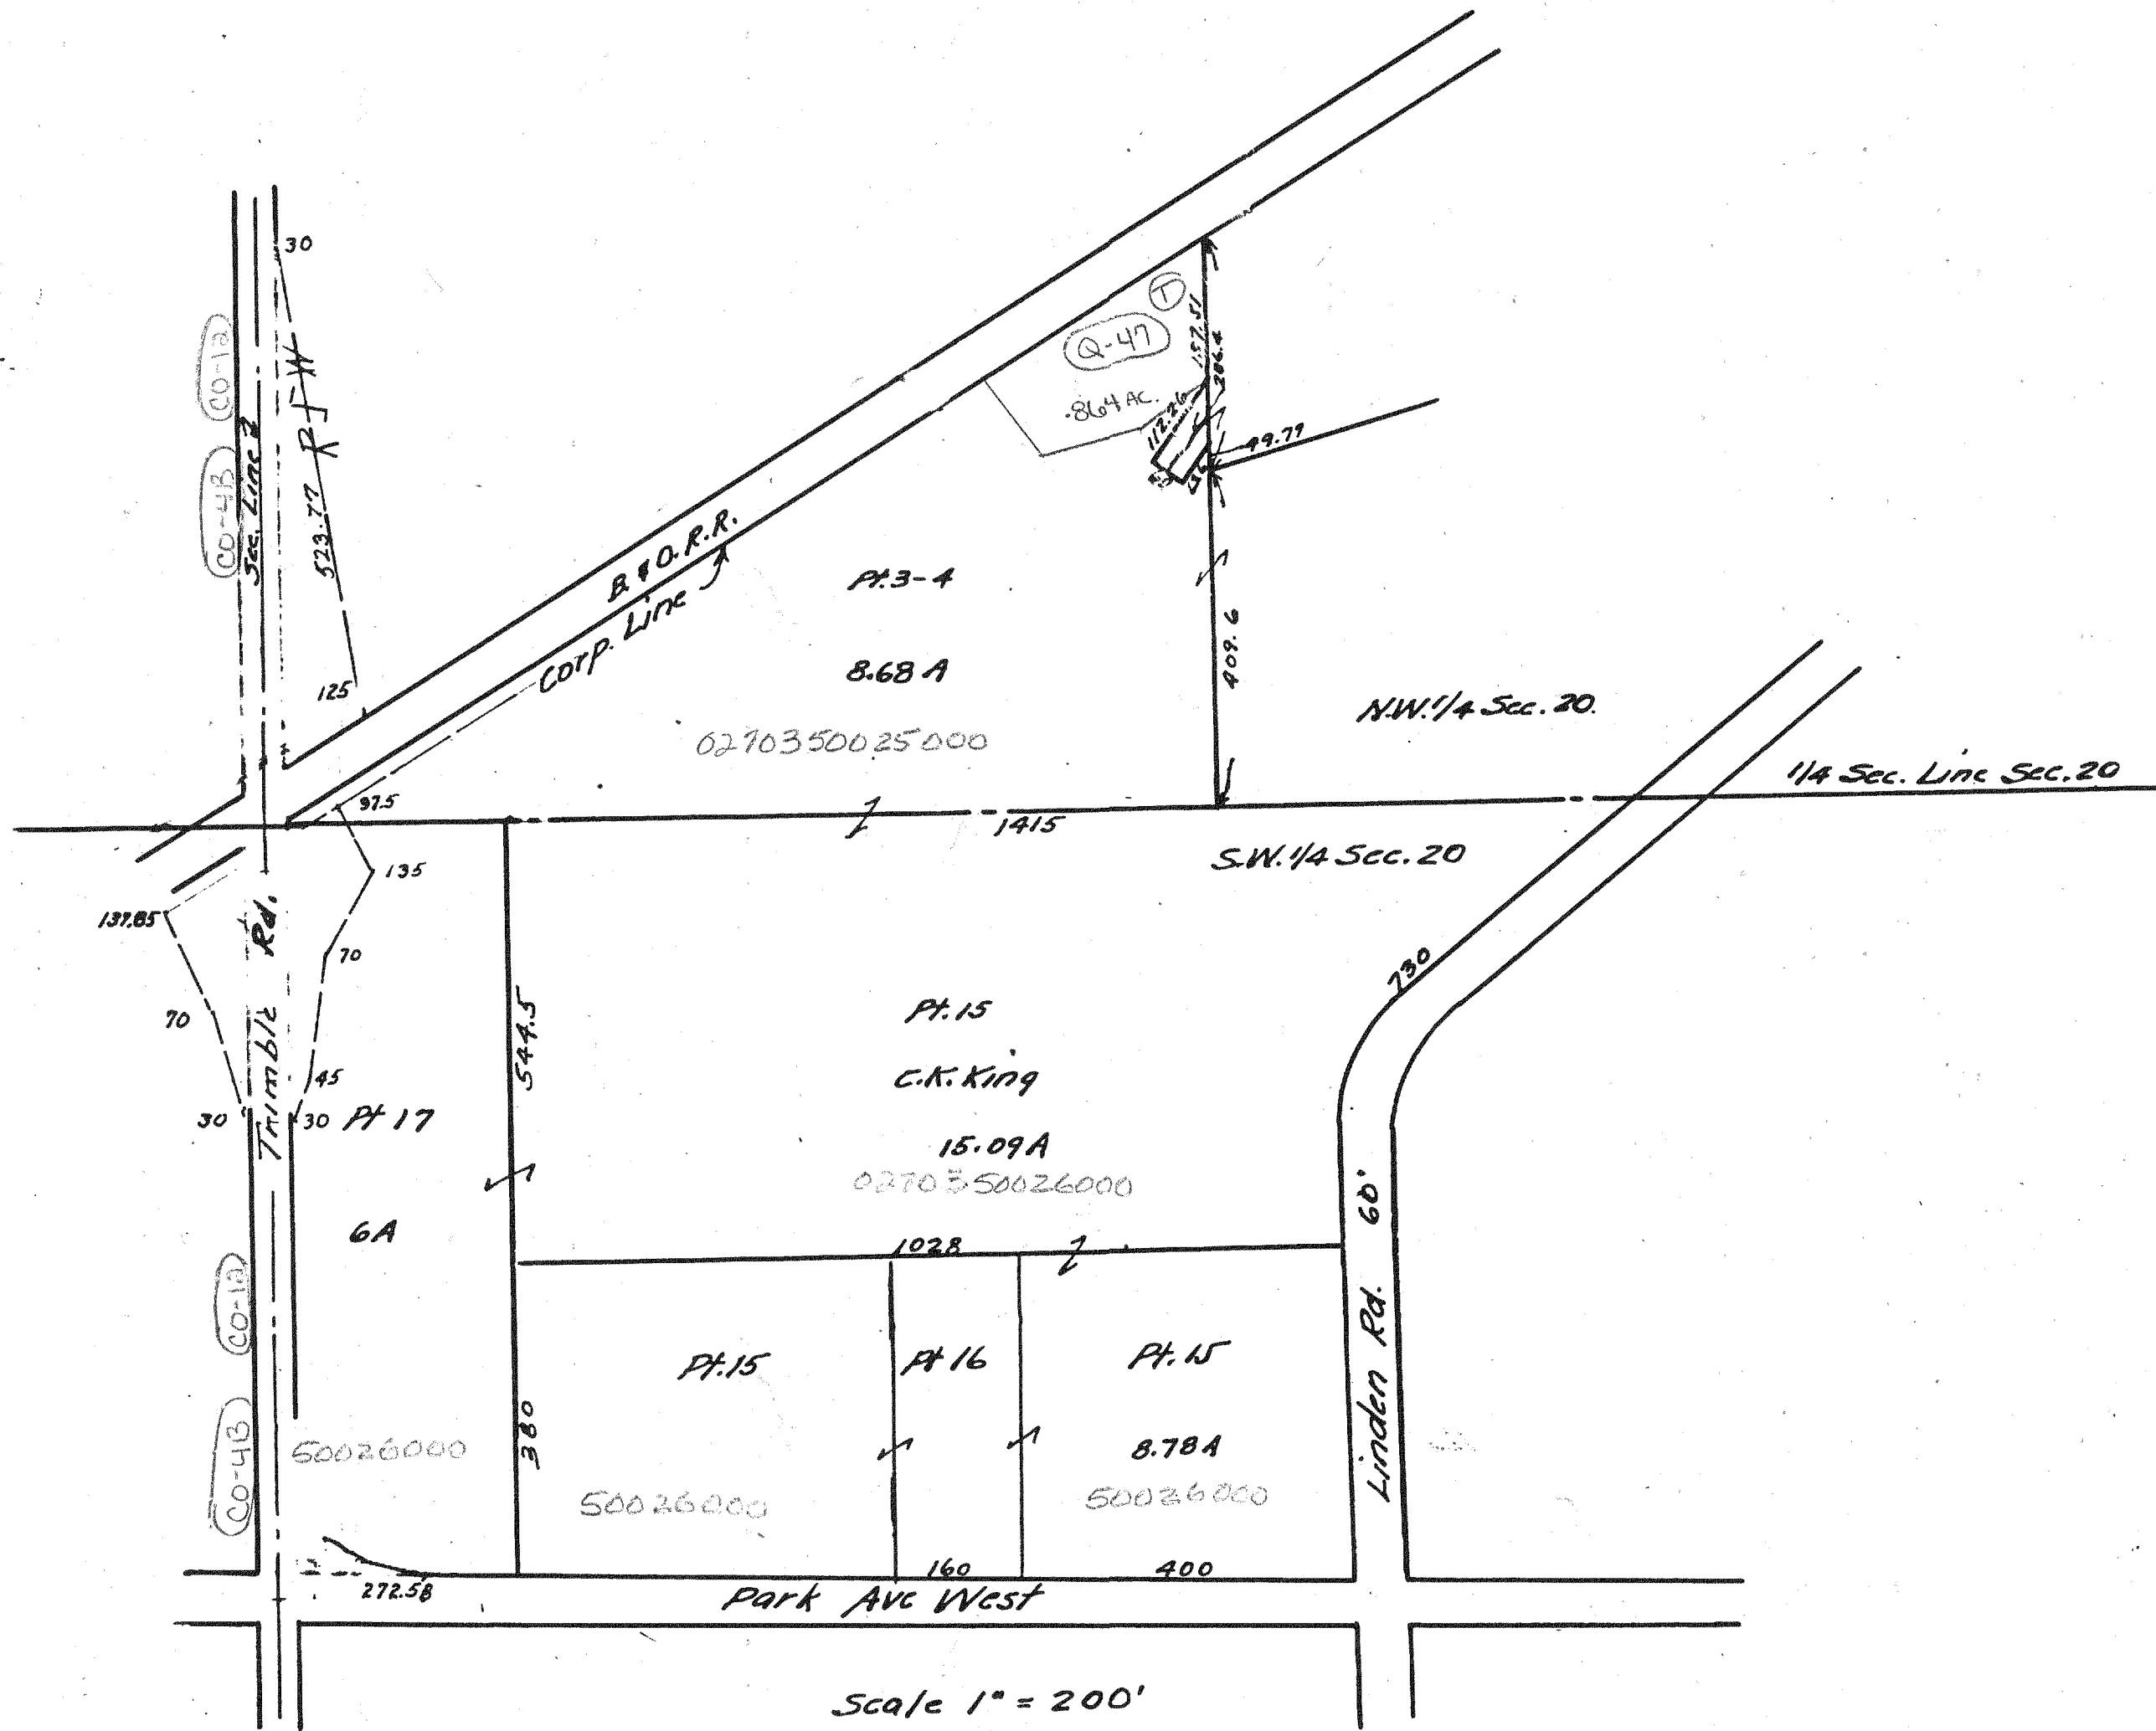 30
CO-12
R/W
CO-4B
Sec. Line
523.77
125
T
Q-47
157.51
206.4
.864 AC.
112.26
49.79
B. & O. R.R.
Corp. Line
Pt. 3-4
8.68 A
0270350025000
409.6
N.W. 1/4 Sec. 20.
1/4 Sec. Line Sec. 20
97.5
1415
S.W. 1/4 Sec. 20
135
137.85
70
70
45
30
30
Trimble Rd.
Pt 17
6A
544.5
Pt. 15
C.K. King
15.09 A
0270350026000
730
1028
Linden Rd. 60'
CO-12
CO-4B
50026000
380
Pt. 15
50026000
Pt 16
Pt. 15
8.78 A
50026000
272.58
160
400
Park Ave West
Scale 1" = 200'